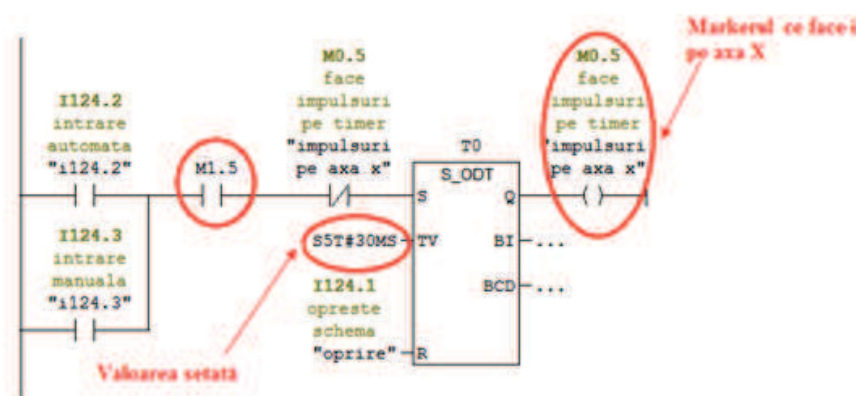 Markerul ce face i
pe axa X
M0.5
face
impulsuri
pe timer
"impulsuri
pe axa x"
M0.5
face
impulsuri
pe timer
"impulsuri
pe axa x"
I124.2
intrare
automata
"i124.2"
M1.5
T0
S_ODT
S
Q
I124.3
intrare
manuala
"i124.3"
S5T#30MS
TV
BI
...
I124.1
opreste
schema
"oprire"
BCD
...
R
Valoarea setată